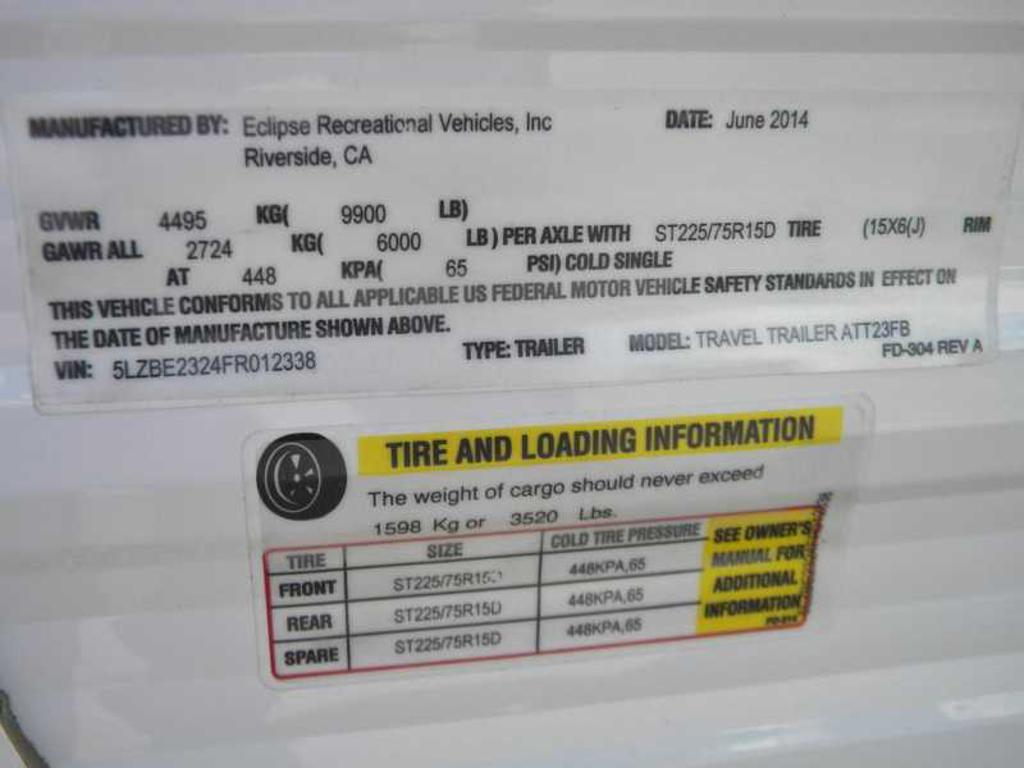 MANUFACTURED BY: Eclipse Recreational Vehicles, Inc DATE: June 2014
Riverside, CA
GVWR 4495 KG( 9900 LB)
GAWR ALL 2724 KG( 6000 LB ) PER AXLE WITH ST225/75R15D TIRE (15X6(J) RIM
AT 448 KPA( 65 PSI) COLD SINGLE
THIS VEHICLE CONFORMS TO ALL APPLICABLE US FEDERAL MOTOR VEHICLE SAFETY STANDARDS IN EFFECT ON
THE DATE OF MANUFACTURE SHOWN ABOVE.
VIN: 5LZBE2324FR012338 TYPE: TRAILER MODEL: TRAVEL TRAILER ATT23FB
FD-304 REV A
TIRE AND LOADING INFORMATION
The weight of cargo should never exceed
1598 Kg or 3520 Lbs.
TIRE SIZE COLD TIRE PRESSURE SEE OWNER'S
FRONT 448KPA,65 MANUAL FOR
REAR ST225/75R15D 448KPA,65 ADDITIONAL
SPARE ST225/75R15D 448KPA,65 INFORMATION